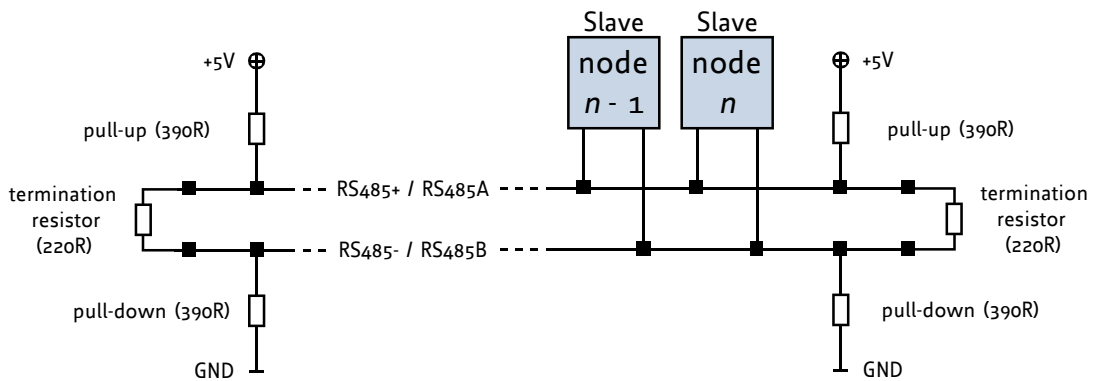 Slave
Slave
node
n - 1
node
n
+5V
+5V
pull-up (390R)
pull-up (390R)
termination
resistor
(220R)
RS485+ / RS485A
termination
resistor
(220R)
RS485- / RS485B
pull-down (390R)
pull-down (390R)
GND
GND